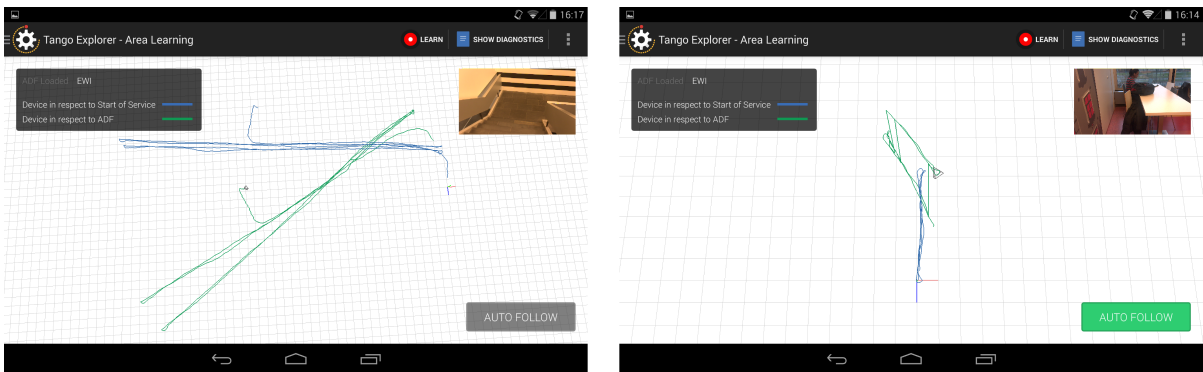 16:17
Tango Explorer - Area Learning
LEARN
SHOW DIAGNOSTICS
ADF Loaded EWI
Device in respect to Start of Service
Device in respect to ADF
AUTO FOLLOW
16:14
Tango Explorer - Area Learning
LEARN
SHOW DIAGNOSTICS
ADF Loaded EWI
Device in respect to Start of Service
Device in respect to ADF
AUTO FOLLOW